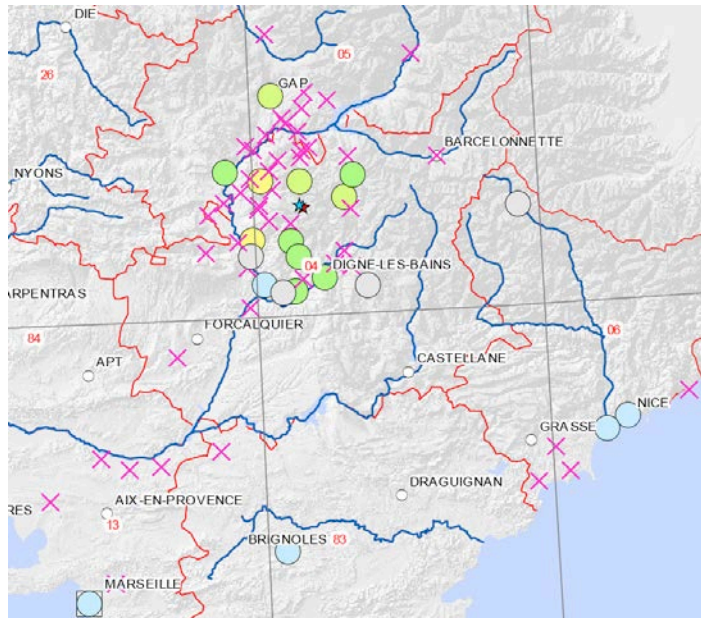 DIE
05
26
GAP
BARCELONNETTE
NYONS
04
DIGNE-LES-BAINS
ARPENTRAS
FORCALQUIER
84
06
APT
CASTELLANE
NICE
GRASSE
DRAGUIGNAN
RES
AIX-EN-PROVENCE
13
BRIGNOLES
83
MARSEILLE